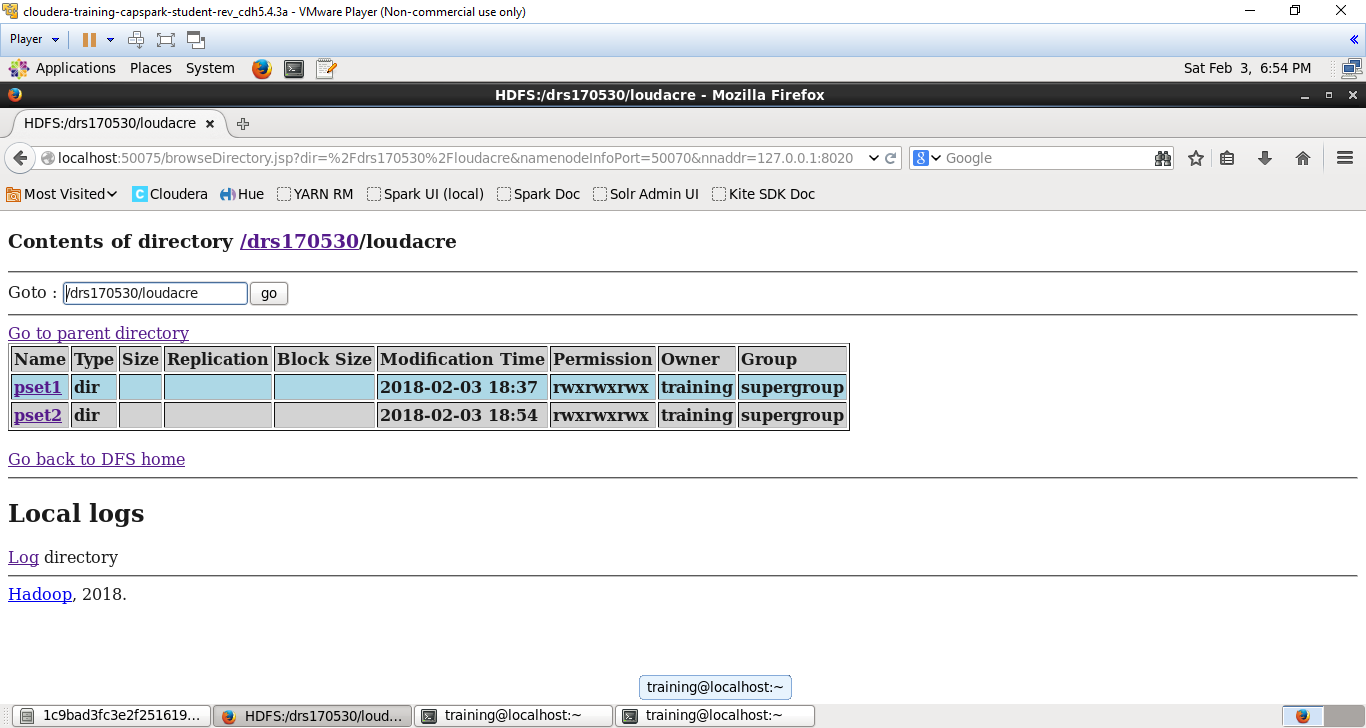 cloudera-training-capspark-student-rev_cdh5.4.3a - VMware Player (Non-commercial use only)
Player
Applications Places System Sat Feb 3, 6:54 PM
HDFS:/drs170530/loudacre - Mozilla Firefox
HDFS:/drs170530/loudacre
localhost:50075/browseDirectory.jsp?dir=%2Fdrs170530%2Floudacre&namenodeInfoPort=50070&nnaddr=127.0.0.1:8020 Google
Most Visited Cloudera Hue YARN RM Spark UI (local) Spark Doc Solr Admin UI Kite SDK Doc
Contents of directory /drs170530/loudacre
Goto : /drs170530/loudacre go
Go to parent directory
Name Type Size Replication Block Size Modification Time Permission Owner Group
pset1 dir 2018-02-03 18:37 rwxrwxrwx training supergroup
pset2 dir 2018-02-03 18:54 rwxrwxrwx training supergroup
Go back to DFS home
Local logs
Log directory
Hadoop, 2018.
training@localhost:~
1c9bad3fc3e2f251619... HDFS:/drs170530/loud... training@localhost:~ training@localhost:~